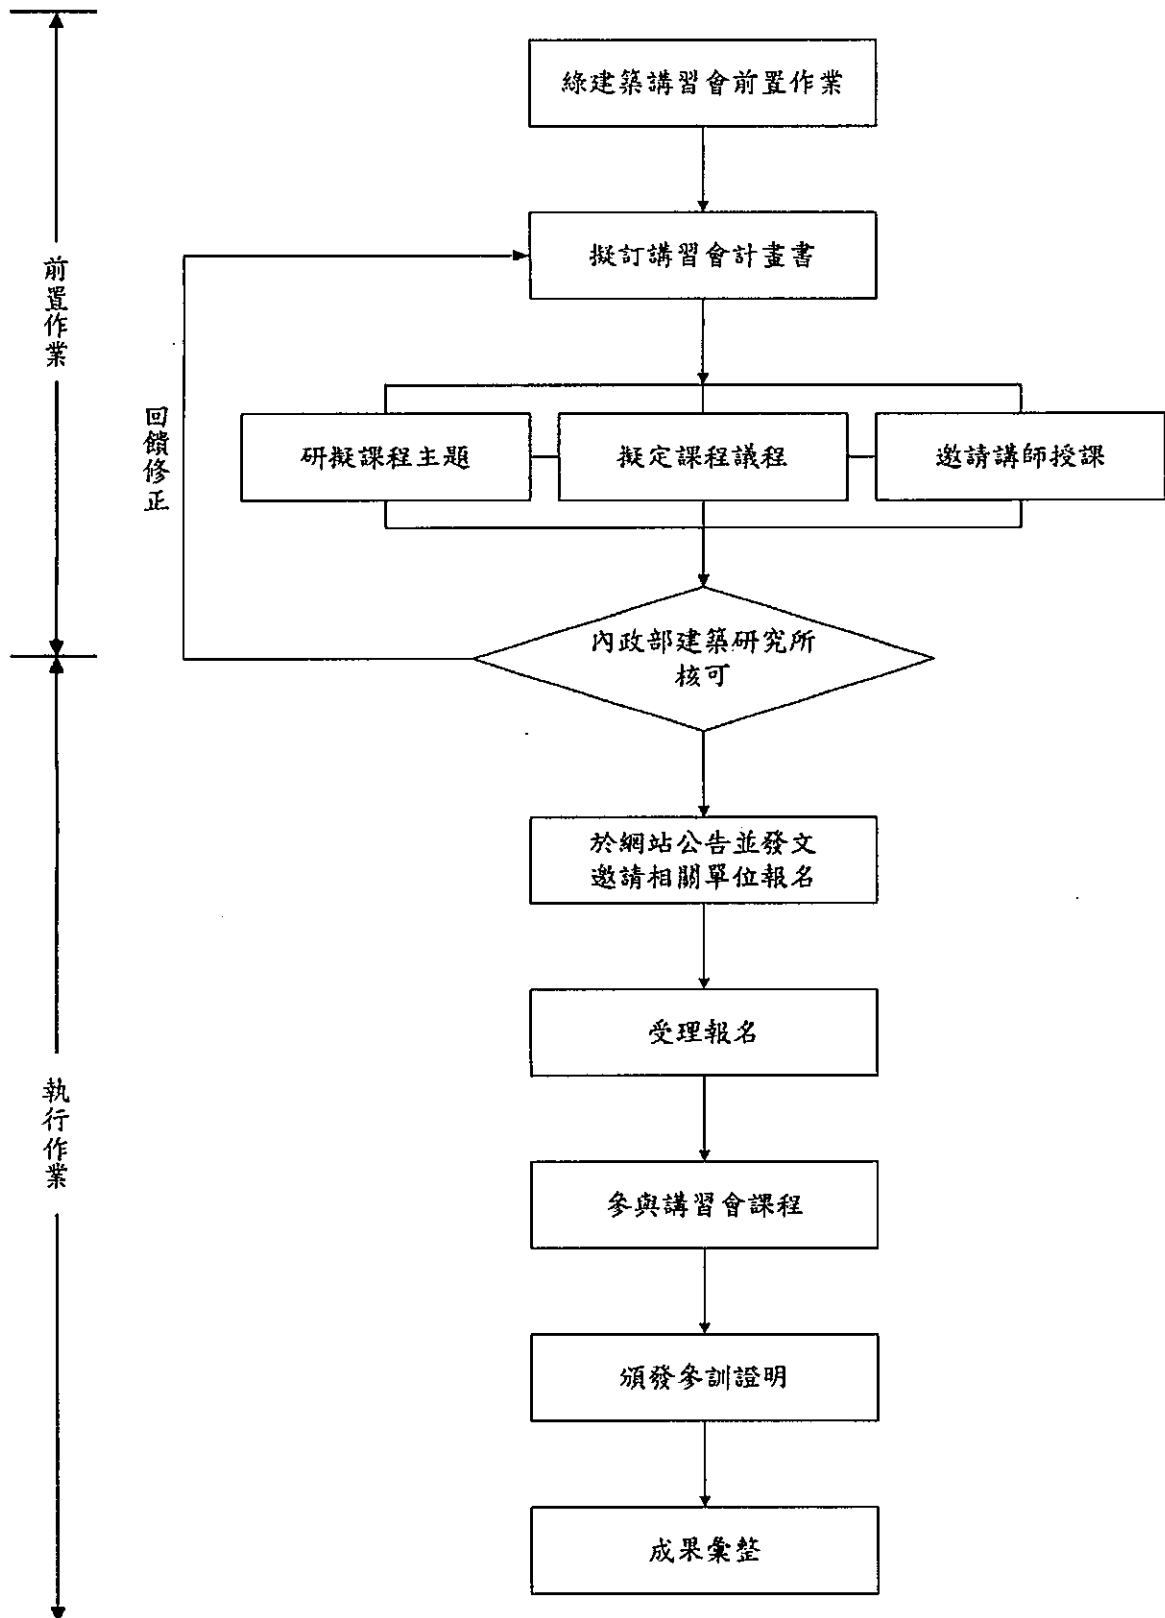 綠建築講習會前置作業
擬訂講習會計畫書
前置作業
回饋修正
研擬課程主題
擬定課程議程
邀請講師授課
內政部建築研究所
核可
於網站公告並發文
邀請相關單位報名
受理報名
執行作業
參與講習會課程
頒發參訓證明
成果彙整